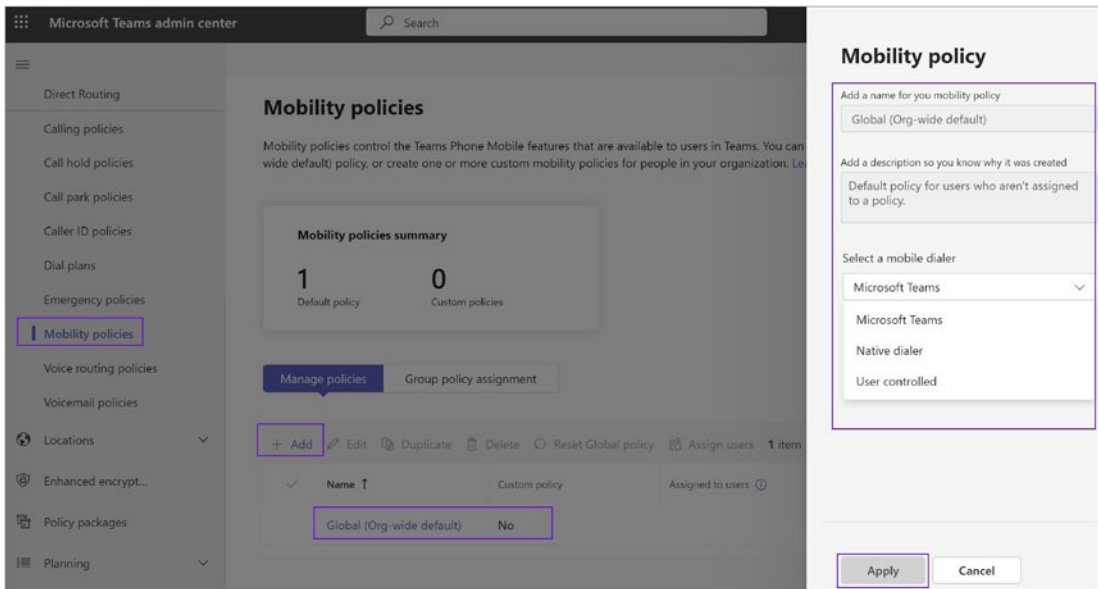 Microsoft Teams admin center
Search
Direct Routing
Calling policies
Call hold policies
Call park policies
Caller ID policies
Dial plans
Emergency policies
Mobility policies
Voice routing policies
Voicemail policies
Locations
Enhanced encrypt...
Policy packages
Planning
Mobility policies
Mobility policies control the Teams Phone Mobile features that are available to users in Teams. You can
wide default) policy, or create one or more custom mobility policies for people in your organization.
Mobility policies summary
1 0
Default policy Custom policies
Manage policies Group policy assignment
+ Add Edit Duplicate Delete Reset Global policy Assign users 1 item
Name ↑ Custom policy Assigned to users
Global (Org-wide default) No
Mobility policy
Add a name for you mobility policy
Global (Org-wide default)
Add a description so you know why it was created
Default policy for users who aren't assigned
to a policy.
Select a mobile dialer
Microsoft Teams
Microsoft Teams
Native dialer
User controlled
Apply Cancel